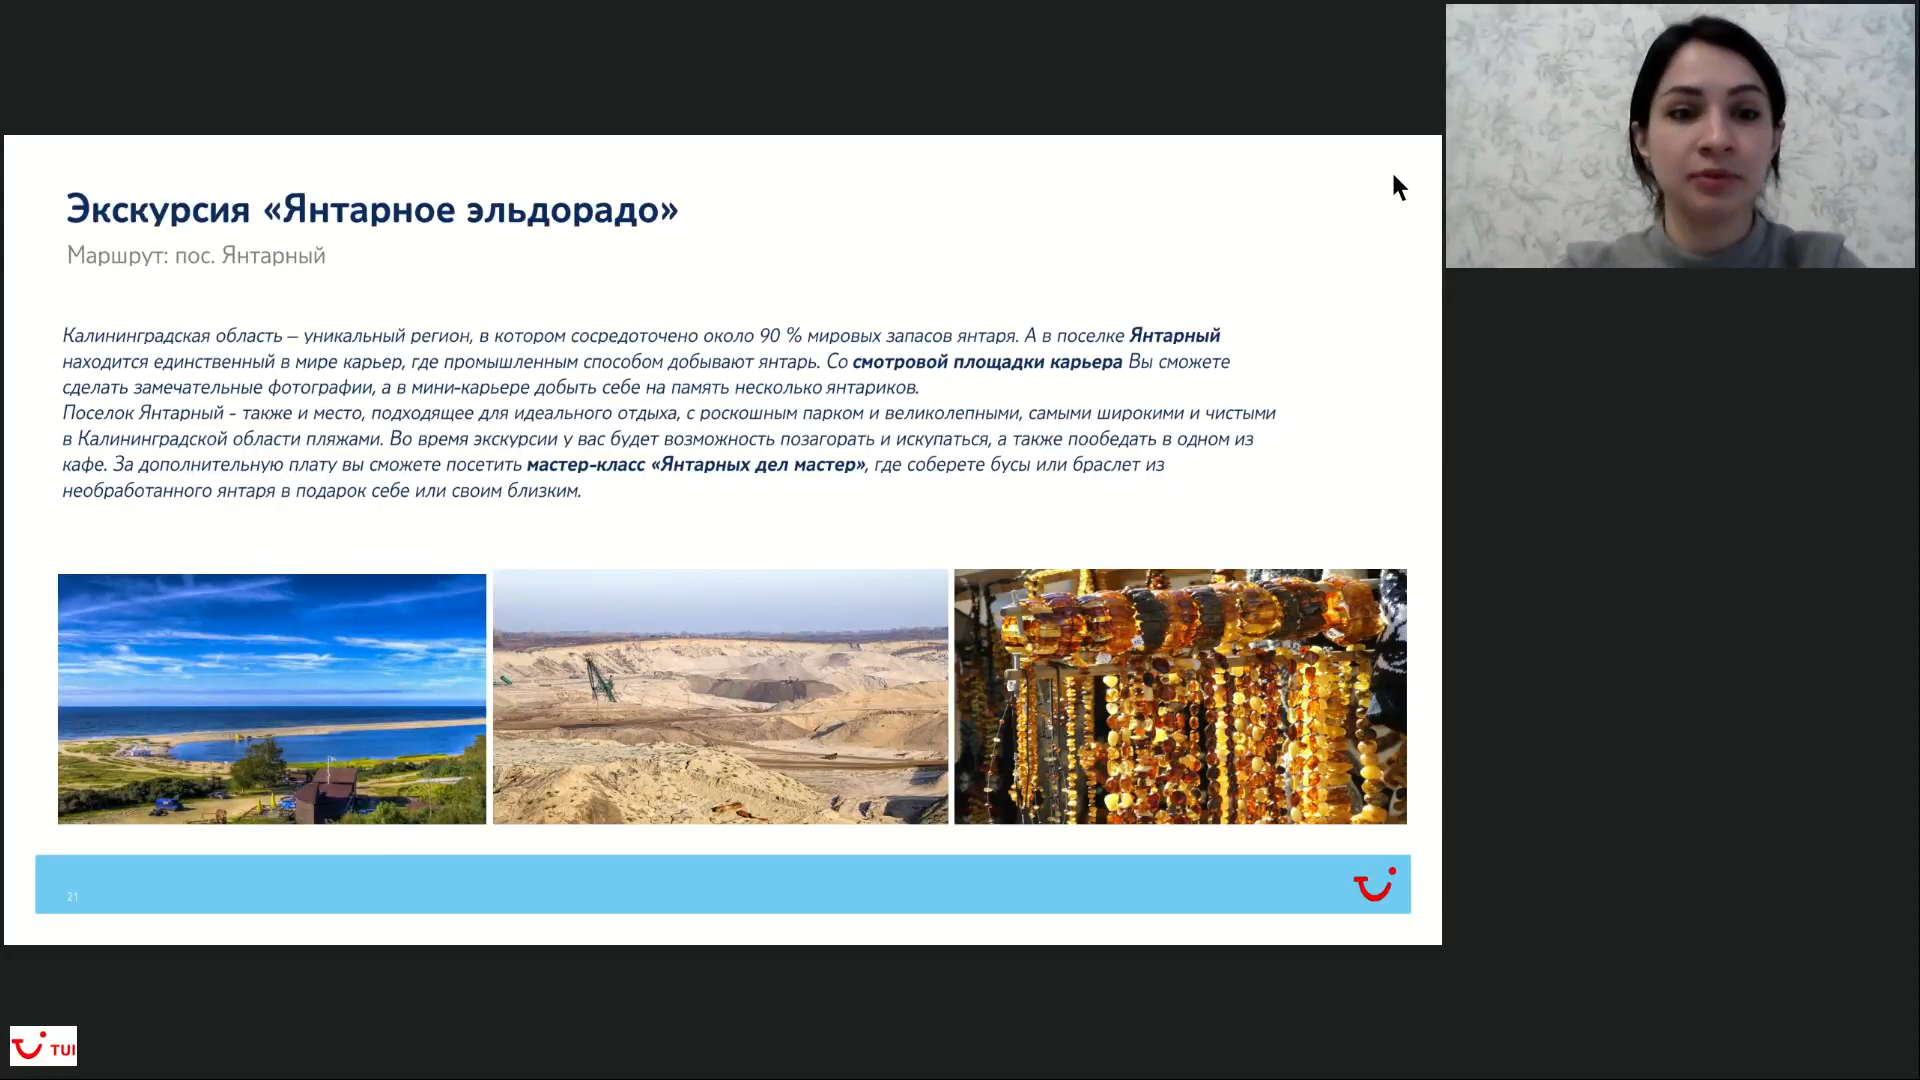 Экскурсия «Янтарное эльдорадо»
Маршрут: пос. Янтарный
Калининградская область – уникальный регион, в котором сосредоточено около 90 % мировых запасов янтаря. А в поселке Янтарный
находится единственный в мире карьер, где промышленным способом добывают янтарь. Со смотровой площадки карьера Вы сможете
сделать замечательные фотографии, а в мини-карьере добыть себе на память несколько янтариков.
Поселок Янтарный - также и место, подходящее для идеального отдыха, с роскошным парком и великолепными, самыми широкими и чистыми
в Калининградской области пляжами. Во время экскурсии у вас будет возможность позагорать и искупаться, а также пообедать в одном из
кафе. За дополнительную плату вы сможете посетить мастер-класс «Янтарных дел мастер», где соберете бусы или браслет из
необработанного янтаря в подарок себе или своим близким.
21
TUI